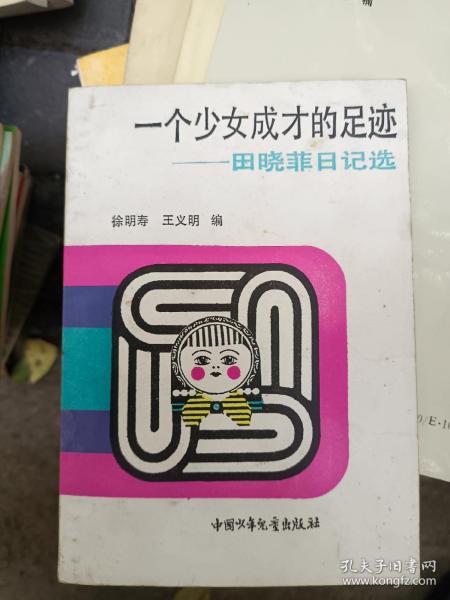 一个少女成才的足迹
——田晓菲日记选
徐明寿 王义明 编
中国少年儿童出版社
0/E·10
孔夫子旧书网
www.kongfz.com